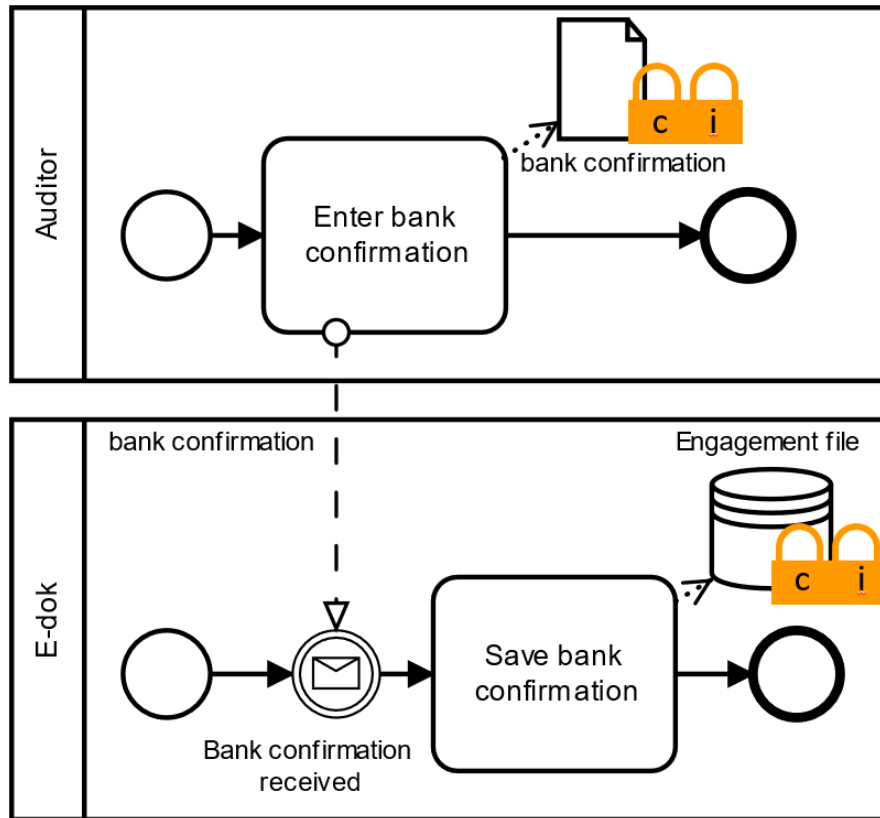 Auditor
c i
bank confirmation
Enter bank
confirmation
E-dok
bank confirmation
Engagement file
c i
Save bank
confirmation
Bank confirmation
received